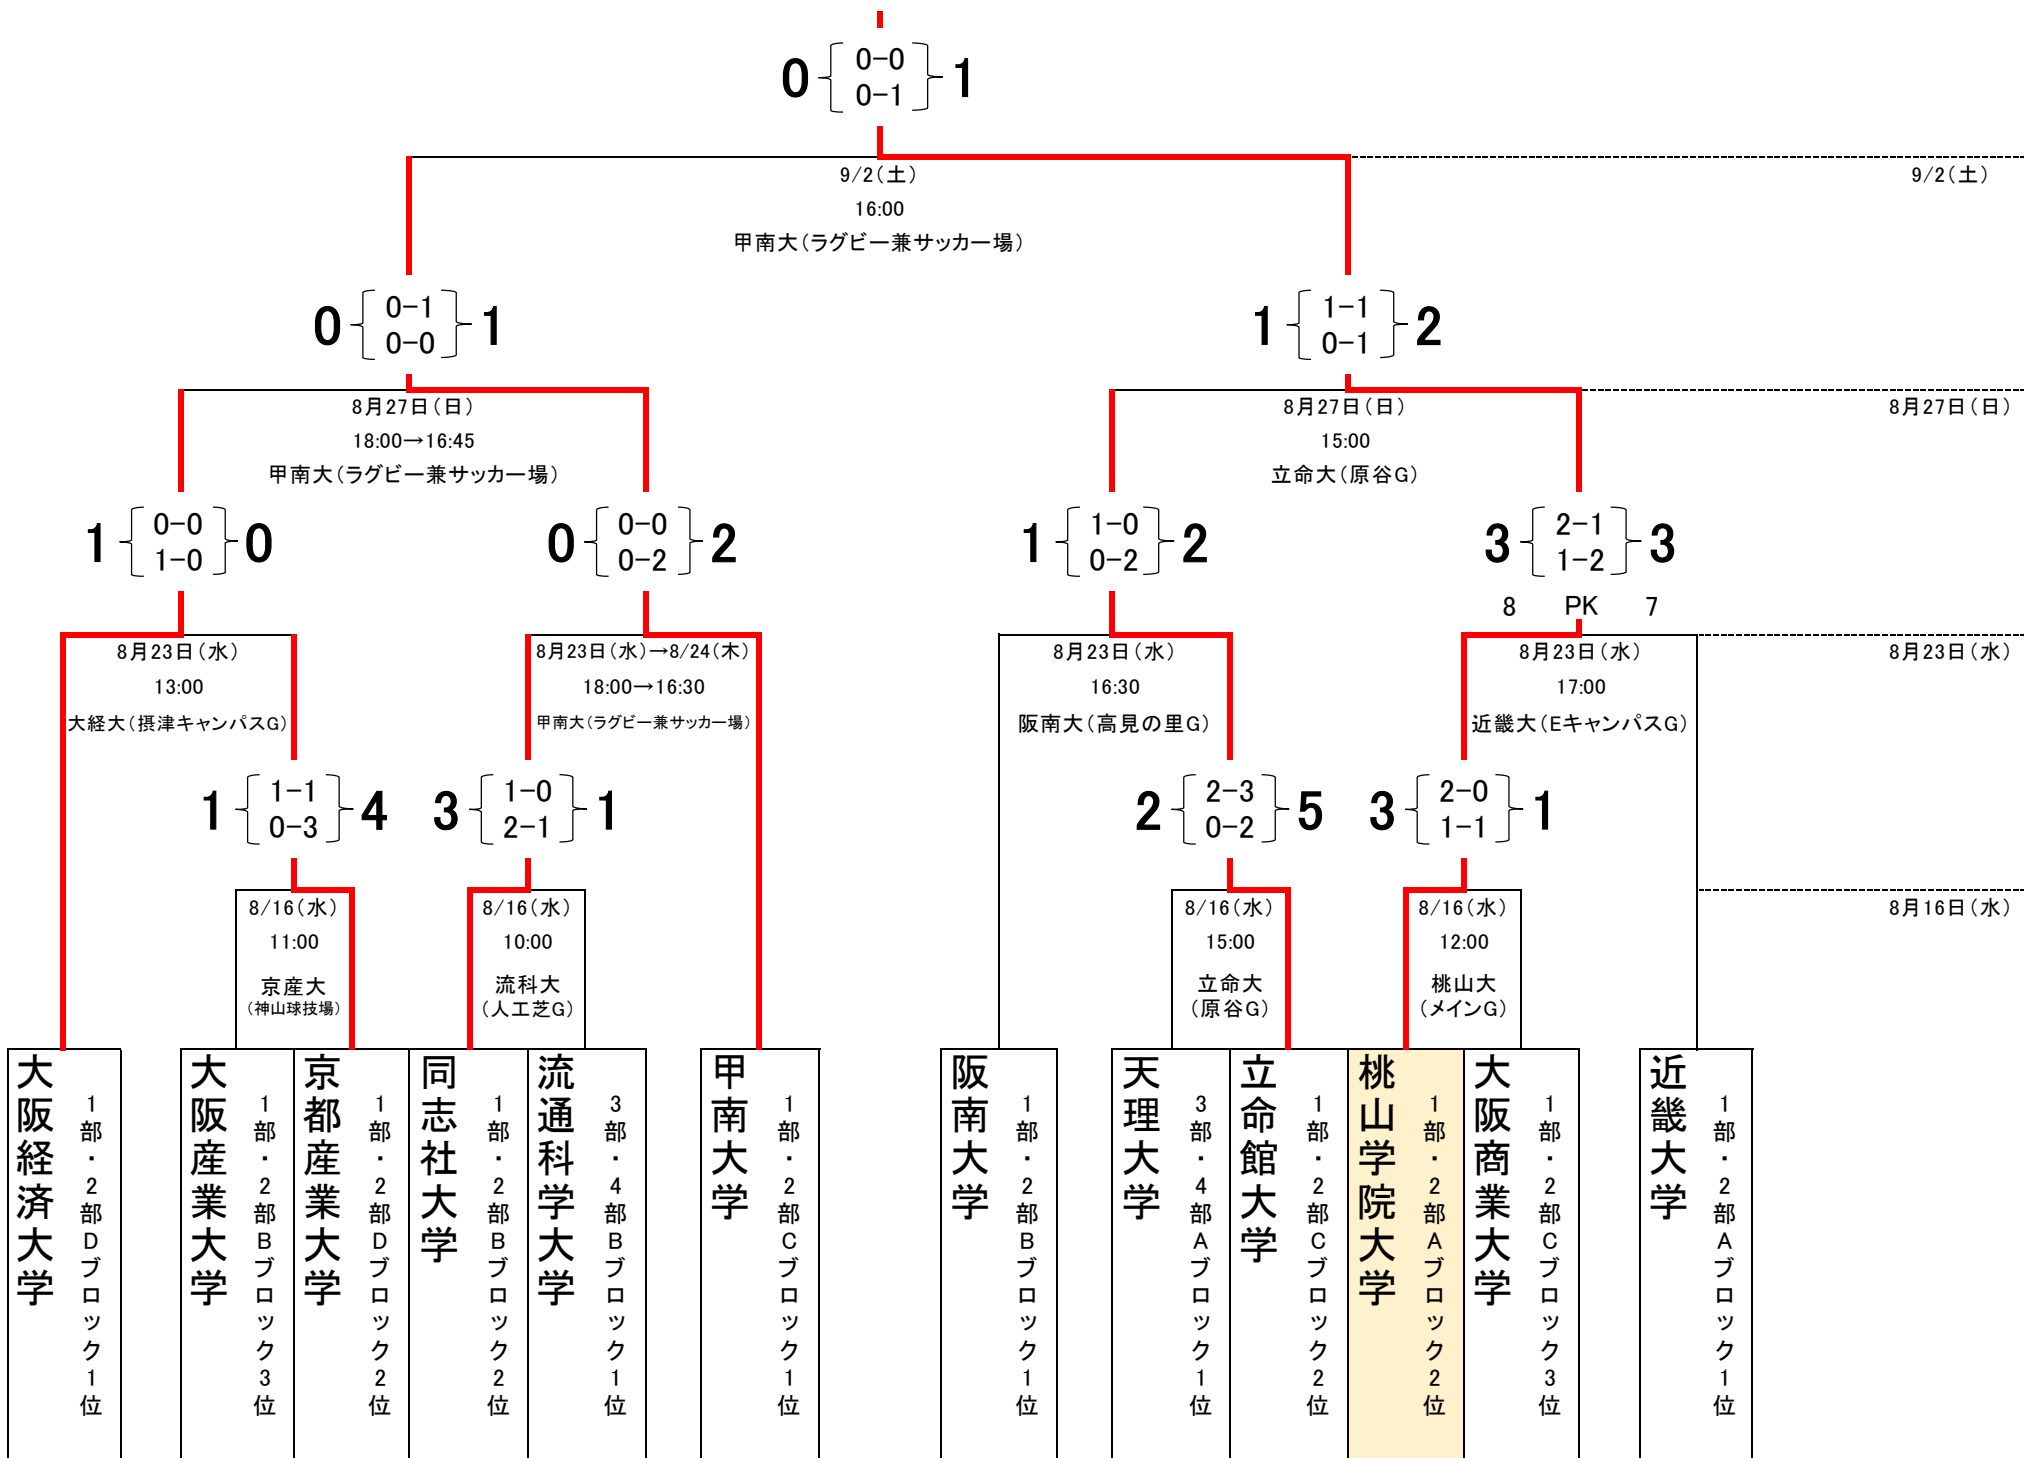 0 0-0 1
0-1
9/2(土) 9/2(土)
16:00
甲南大(ラグビー兼サッカー場)
0 0-1 1
0-0
1 1-1 2
0-1
8月27日(日) 8月27日(日) 8月27日(日)
18:00→16:45 15:00
甲南大(ラグビー兼サッカー場) 立命大(原谷G)
1 0-0 0
1-0
0 0-0 2
0-2
1 1-0 2
0-2
3 2-1 3
1-2
8 PK 7
8月23日(水) 8月23日(水)→8/24(木) 8月23日(水) 8月23日(水) 8月23日(水)
13:00 18:00→16:30 16:30 17:00
大経大(摂津キャンパスG) 甲南大(ラグビー兼サッカー場) 阪南大(高見の里G) 近畿大(EキャンパスG)
1 1-1 4
0-3
3 1-0 1
2-1
2 2-3 5
0-2
3 2-0 1
1-1
8/16(水) 8/16(水) 8/16(水) 8/16(水) 8月16日(水)
11:00 10:00 15:00 12:00
京産大 流科大 立命大 桃山大
(神山球技場) (人工芝G) (原谷G) (メインG)
大阪経済大学
1部・2部Dブロック1位
大阪産業大学
1部・2部Bブロック3位
京都産業大学
1部・2部Dブロック2位
同志社大学
1部・2部Bブロック2位
流通科学大学
3部・4部Bブロック1位
甲南大学
1部・2部Cブロック1位
阪南大学
1部・2部Bブロック1位
天理大学
3部・4部Aブロック1位
立命館大学
1部・2部Cブロック2位
桃山学院大学
1部・2部Aブロック2位
大阪商業大学
1部・2部Cブロック3位
近畿大学
1部・2部Aブロック1位